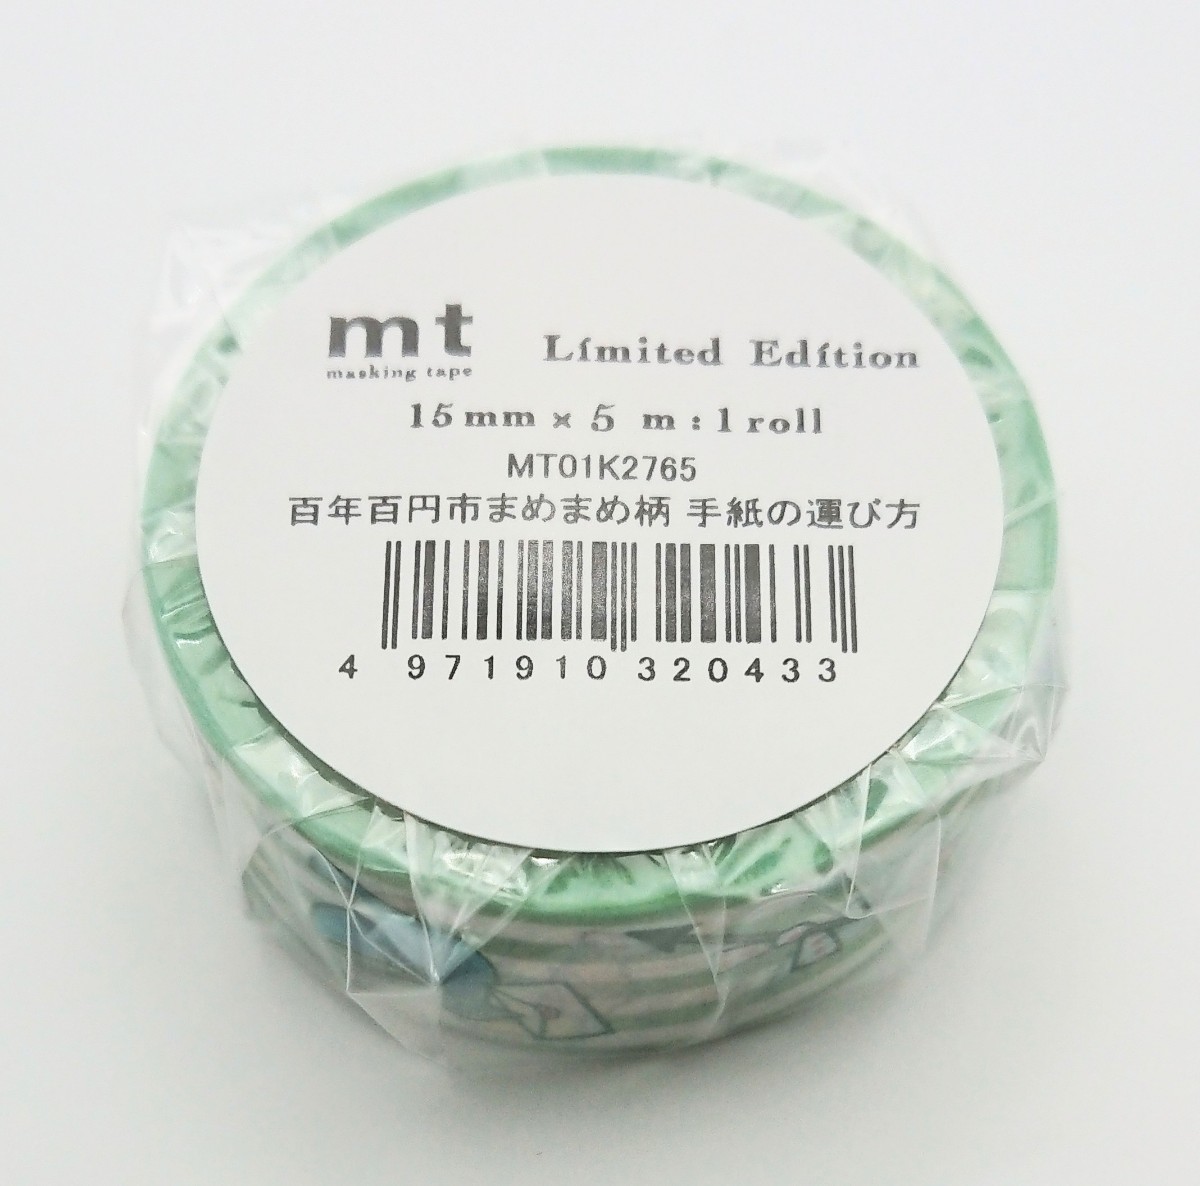 mt
masking tape
Limited Edition
15mm × 5 m : 1 roll
MT01K2765
百年百円市まめまめ柄 手紙の運び方
4 971910 320433